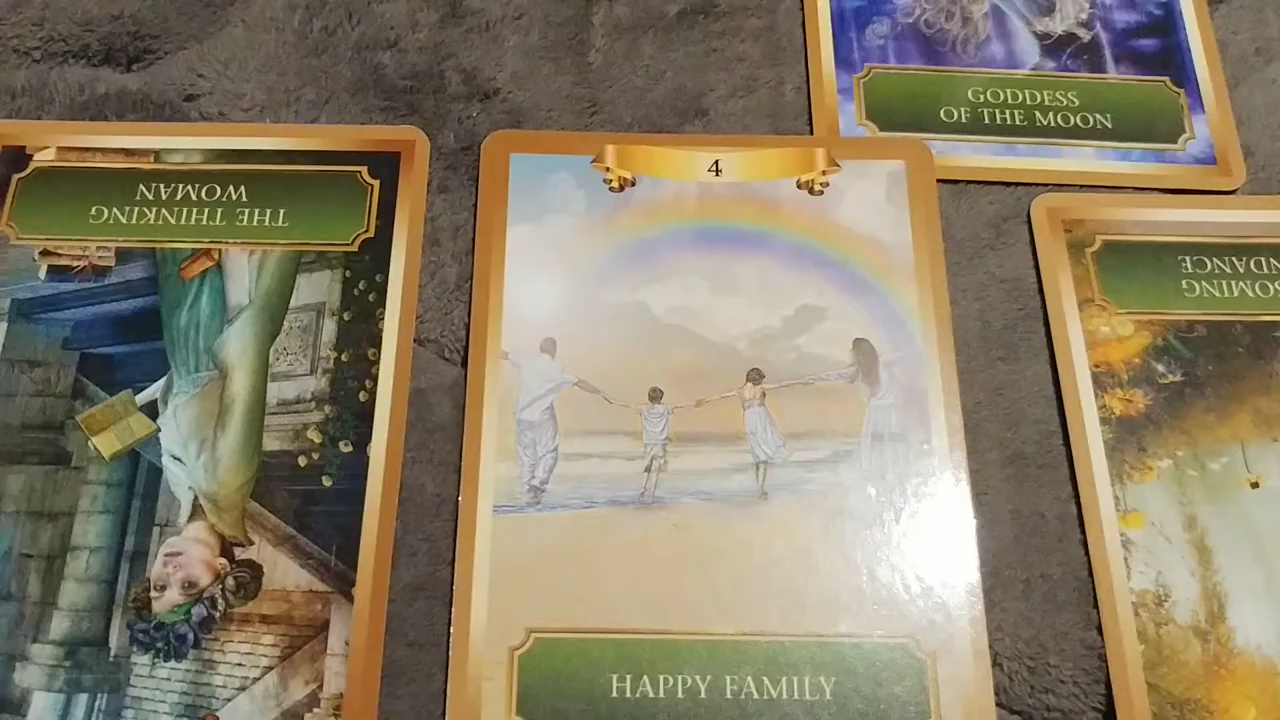 GODDESS
OF THE MOON
THE THINKING
WOMAN
4
HAPPY FAMILY